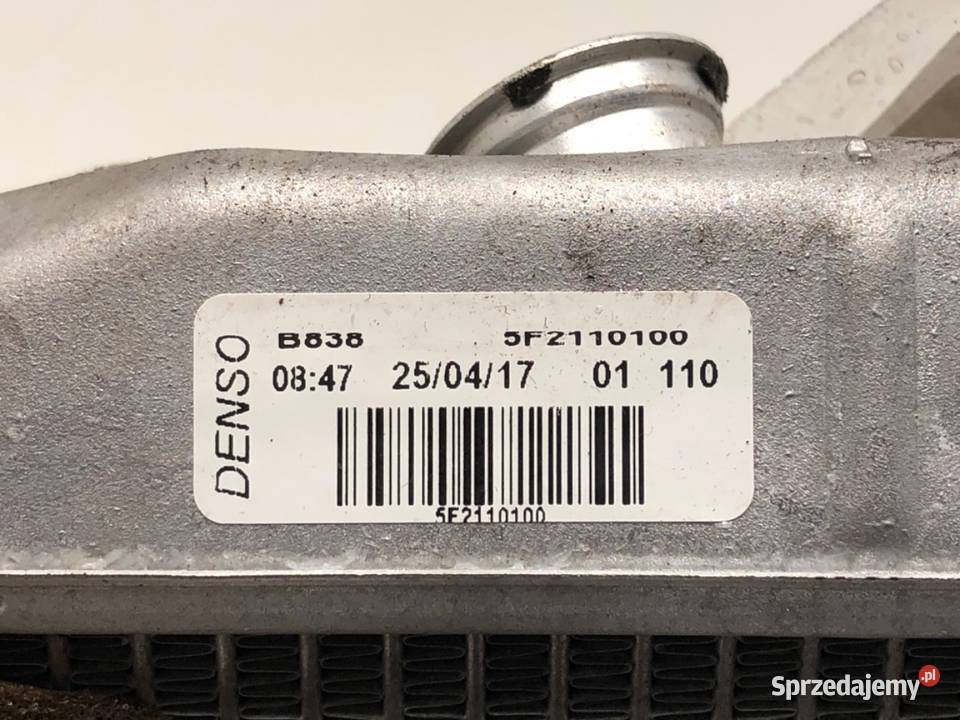 DENSO
B838 5F2110100
08:47 25/04/17 01 110
5F2110100
Sprzedajemy.pl